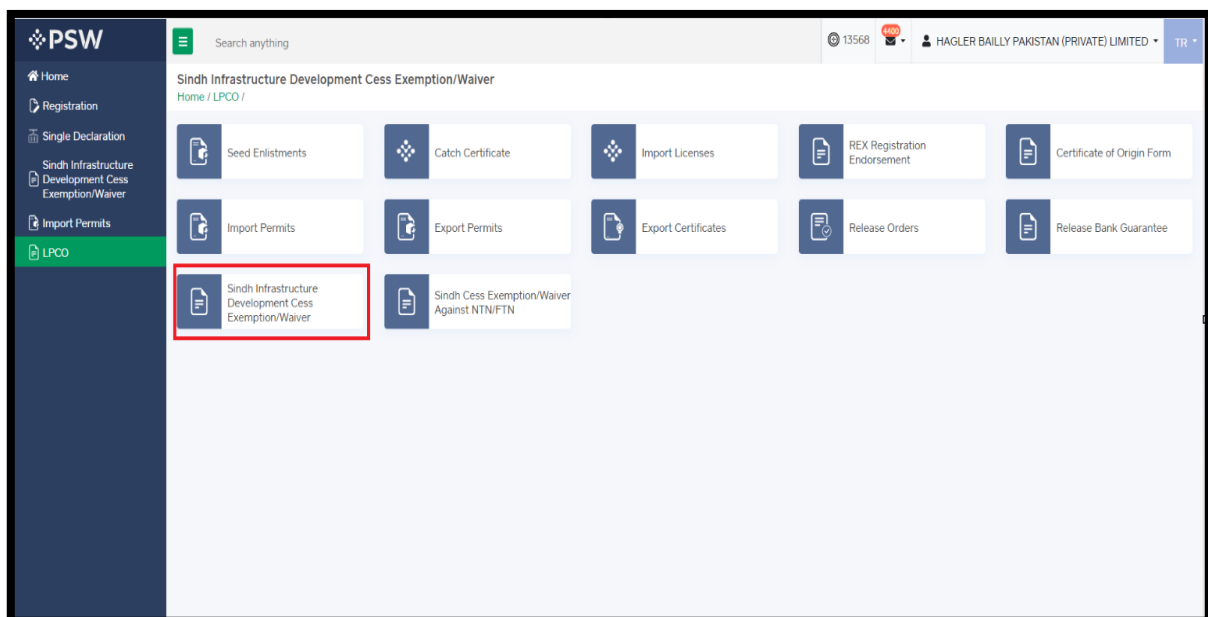 PSW
Search anything
13568
4400
HAGLER BAILLY PAKISTAN (PRIVATE) LIMITED
TR
Home
Registration
Single Declaration
Sindh Infrastructure
Development Cess
Exemption/Waiver
Import Permits
LPCO
Sindh Infrastructure Development Cess Exemption/Waiver
Home / LPCO /
Seed Enlistments
Catch Certificate
Import Licenses
REX Registration
Endorsement
Certificate of Origin Form
Import Permits
Export Permits
Export Certificates
Release Orders
Release Bank Guarantee
Sindh Infrastructure
Development Cess
Exemption/Waiver
Sindh Cess Exemption/Waiver
Against NTN/FTN